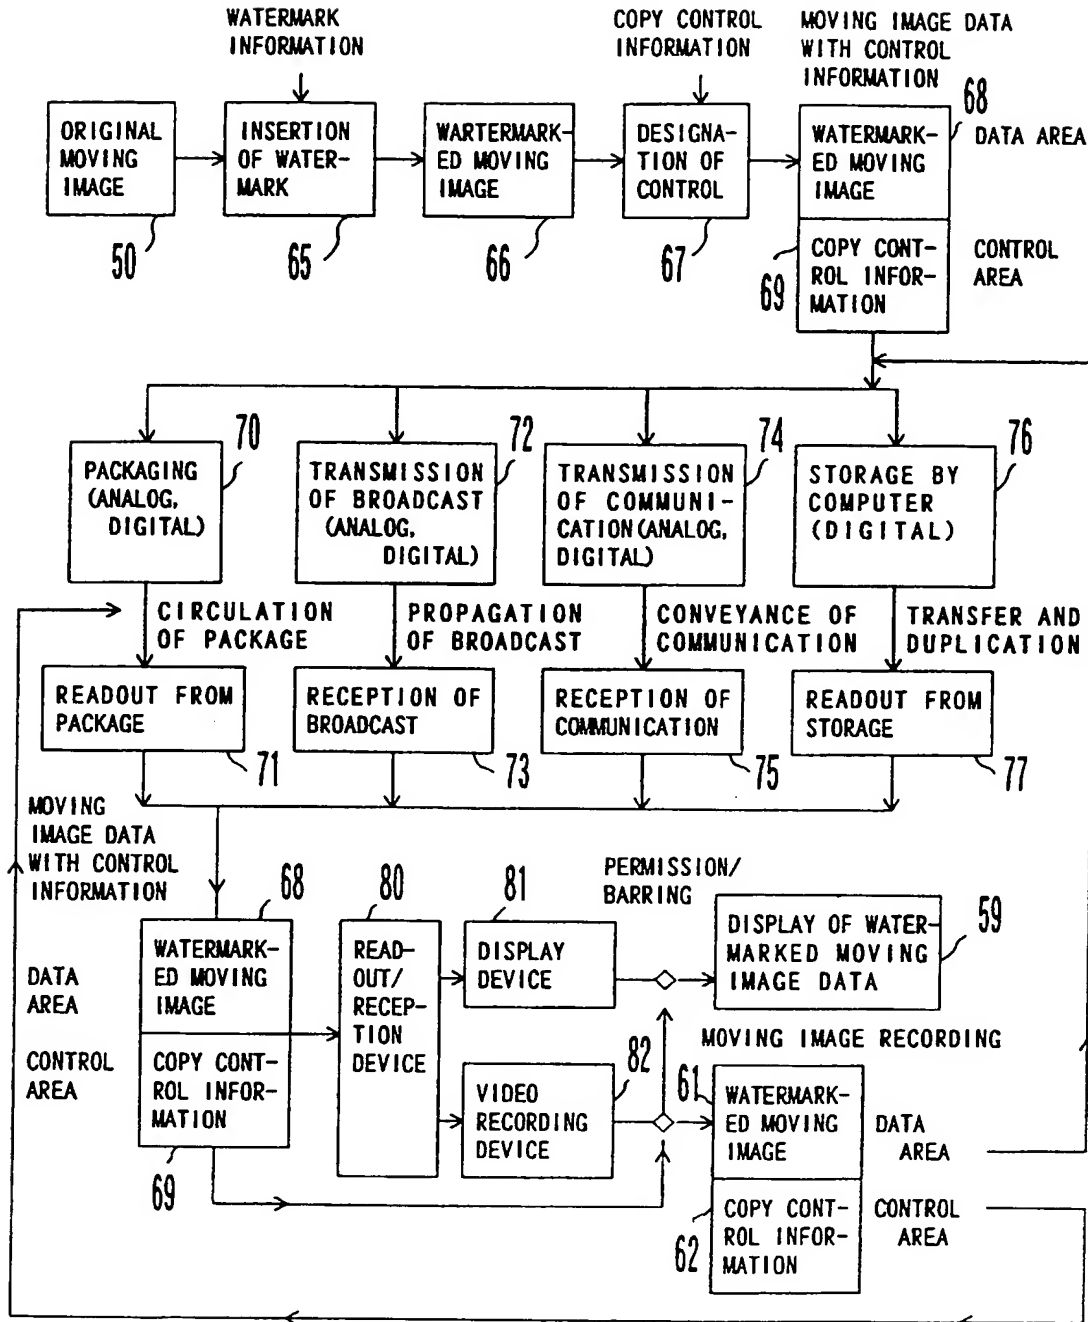 WATERMARK
INFORMATION
COPY CONTROL
INFORMATION
MOVING IMAGE DATA
WITH CONTROL
INFORMATION
68
ORIGINAL
MOVING
IMAGE
50
INSERTION
OF WATER-
MARK
65
WARTERMARK-
ED MOVING
IMAGE
66
DESIGNA-
TION OF
CONTROL
67
WATERMARK-
ED MOVING
IMAGE
DATA AREA
COPY CONT-
ROL INFOR-
MATION
69
CONTROL
AREA
70
PACKAGING
(ANALOG,
DIGITAL)
72
TRANSMISSION
OF BROADCAST
(ANALOG,
DIGITAL)
74
TRANSMISSION
OF COMMUNI-
CATION(ANALOG,
DIGITAL)
76
STORAGE BY
COMPUTER
(DIGITAL)
CIRCULATION
OF PACKAGE
PROPAGATION
OF BROADCAST
CONVEYANCE OF
COMMUNICATION
TRANSFER AND
DUPLICATION
READOUT FROM
PACKAGE
71
RECEPTION OF
BROADCAST
73
RECEPTION OF
COMMUNICATION
75
READOUT FROM
STORAGE
77
MOVING
IMAGE DATA
WITH CONTROL
INFORMATION
68
WATERMARK-
ED MOVING
IMAGE
DATA
AREA
COPY CONT-
ROL INFOR-
MATION
CONTROL
AREA
69
80
READ-
OUT/
RECEP-
TION
DEVICE
81
DISPLAY
DEVICE
PERMISSION/
BARRING
DISPLAY OF WATER-
MARKED MOVING
IMAGE DATA
59
82
VIDEO
RECORDING
DEVICE
MOVING IMAGE RECORDING
61
WATERMARK-
ED MOVING
IMAGE
DATA
AREA
COPY CONT-
ROL INFOR-
MATION
62
CONTROL
AREA